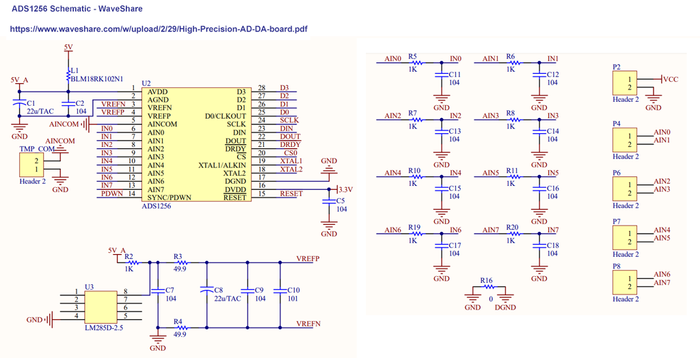 ADS1256 Schematic - WaveShare
https://www.waveshare.com/w/upload/2/29/High-Precision-AD-DA-board.pdf
5V
L1
BLM18RK102N1
5V_A
C1
22u/TAC
C2
104
GND
VREFN
VREFP
AINCOM
IN0
IN1
IN2
IN3
IN4
IN5
IN6
IN7
PDWN
TMP_COM
AINCOM
2
1
Header 2
GND
U2
1 AVDD D3 28 D3
2 AGND D2 27 D2
3 VREFN D1 26 D1
4 VREFP D0/CLKOUT 25 D0
5 AINCOM SCLK 24 SCLK
6 AIN0 DIN 23 DIN
7 AIN1 DOUT 22 DOUT
8 AIN2 DRDY 21 DRDY
9 AIN3 CS 20 CS0
10 AIN4 XTAL1/ALKIN 19 XTAL1
11 AIN5 XTAL2 18 XTAL2
12 AIN6 DGND 17
13 AIN7 DVDD 16
14 SYNC/PDWN RESET 15 RESET
ADS1256
GND
3.3V
C5
104
GND
5V_A
R2
1K
R3
49.9
VREFP
U3
1 8
2 7
3 6
4 5
LM285D-2.5
GND
C7
104
C8
22u/TAC
C9
104
C10
101
R4
49.9
VREFN
GND
AIN0 R5 1K IN0
C11
104
GND
AIN1 R6 1K IN1
C12
104
GND
AIN2 R7 1K IN2
C13
104
GND
AIN3 R8 1K IN3
C14
104
GND
AIN4 R10 1K IN4
C15
104
GND
AIN5 R11 1K IN5
C16
104
GND
AIN6 R19 1K IN6
C17
104
GND
AIN7 R20 1K IN7
C18
104
GND
R16
0
GND DGND
P2
1 VCC
2
Header 2
GND
P4
1 AIN0
2 AIN1
Header 2
P6
1 AIN2
2 AIN3
Header 2
P7
1 AIN4
2 AIN5
Header 2
P8
1 AIN6
2 AIN7
Header 2